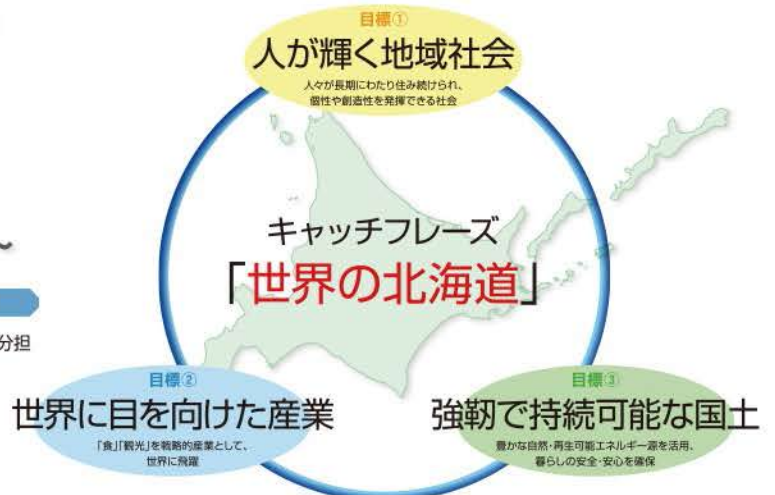 目標①
人が輝く地域社会
人々が長期にわたり住み続けられ、
個性や創造性を発揮できる社会
キャッチフレーズ
「世界の北海道」
分担
目標②
世界に目を向けた産業
「食」「観光」を戦略的産業として、
世界に飛躍
目標③
強靭で持続可能な国土
豊かな自然・再生可能エネルギー源を活用、
暮らしの安全・安心を確保